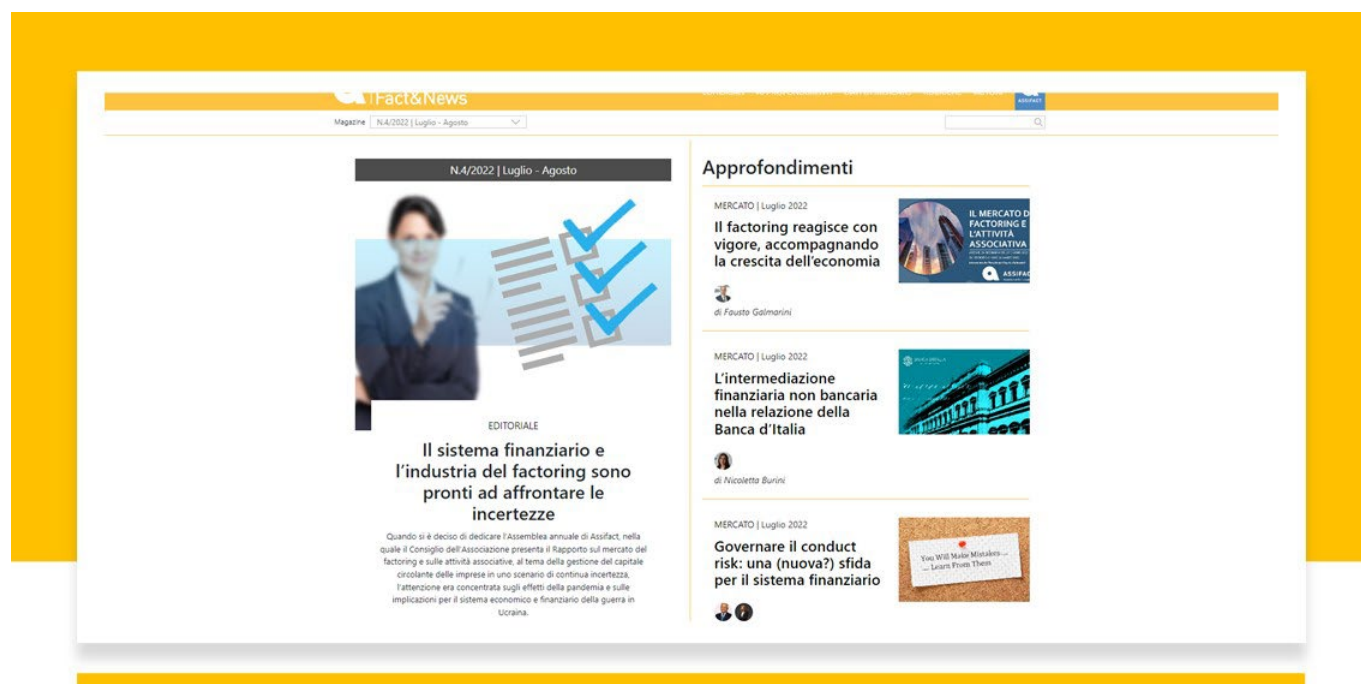 Fact&News
ASSIFACT
Magazine N.4/2022 | Luglio - Agosto
N.4/2022 | Luglio - Agosto
EDITORIALE
Il sistema finanziario e
l'industria del factoring sono
pronti ad affrontare le
incertezze
Quando si è deciso di dedicare l'Assemblea annuale di Assifact, nella
quale il Consiglio dell'Associazione presenta il Rapporto sul mercato del
factoring e sulle attività associative, al tema della gestione del capitale
circolante delle imprese in uno scenario di continua incertezza,
l'attenzione era concentrata sugli effetti della pandemia e sulle
implicazioni per il sistema economico e finanziario della guerra in
Ucraina.
Approfondimenti
MERCATO | Luglio 2022
Il factoring reagisce con
vigore, accompagnando
la crescita dell'economia
di Fausto Galmarini
IL MERCATO D
FACTORING E
L'ATTIVITÀ
ASSOCIATIVA
ASSIFAC
MERCATO | Luglio 2022
L'intermediazione
finanziaria non bancaria
nella relazione della
Banca d'Italia
di Nicoletta Burini
BANCA D'ITALIA
MERCATO | Luglio 2022
Governare il conduct
risk: una (nuova?) sfida
per il sistema finanziario
You Will Make Mistakes ...
... Learn From Them